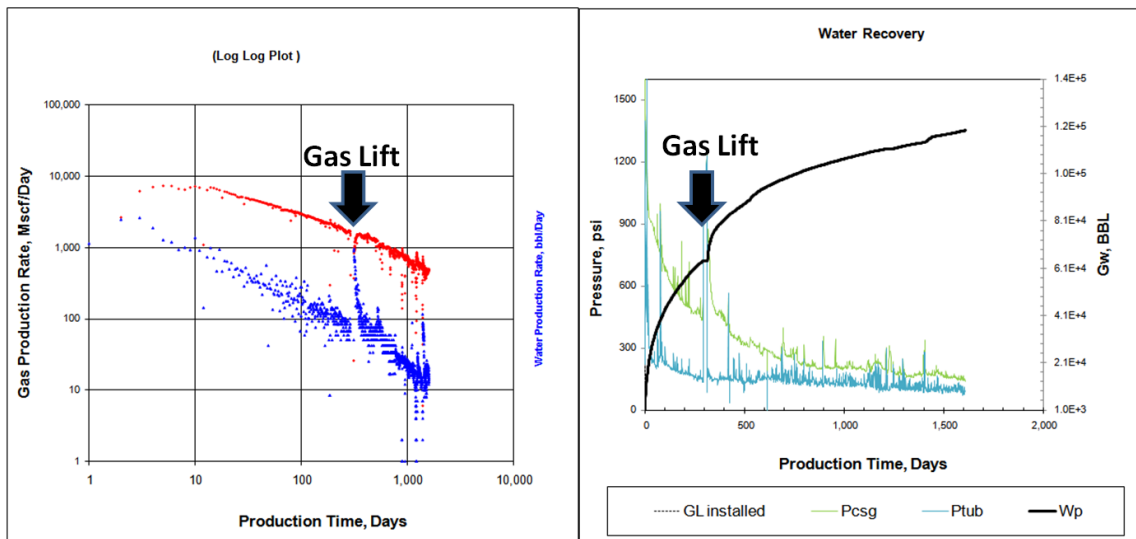 (Log Log Plot )
Gas Production Rate, Mscf/Day
100,000
10,000
1,000
100
10
1
Gas Lift
1
10
100
1,000
10,000
Production Time, Days
Water Production Rate, bbl/Day
Water Recovery
Pressure, psi
1500
1200
900
600
300
0
Gas Lift
1.4E+5
1.2E+5
1.0E+5
8.1E+4
6.1E+4
4.1E+4
2.1E+4
1.0E+3
Gw, BBL
0
500
1,000
1,500
2,000
Production Time, Days
GL installed
Pcsg
Ptub
Wp